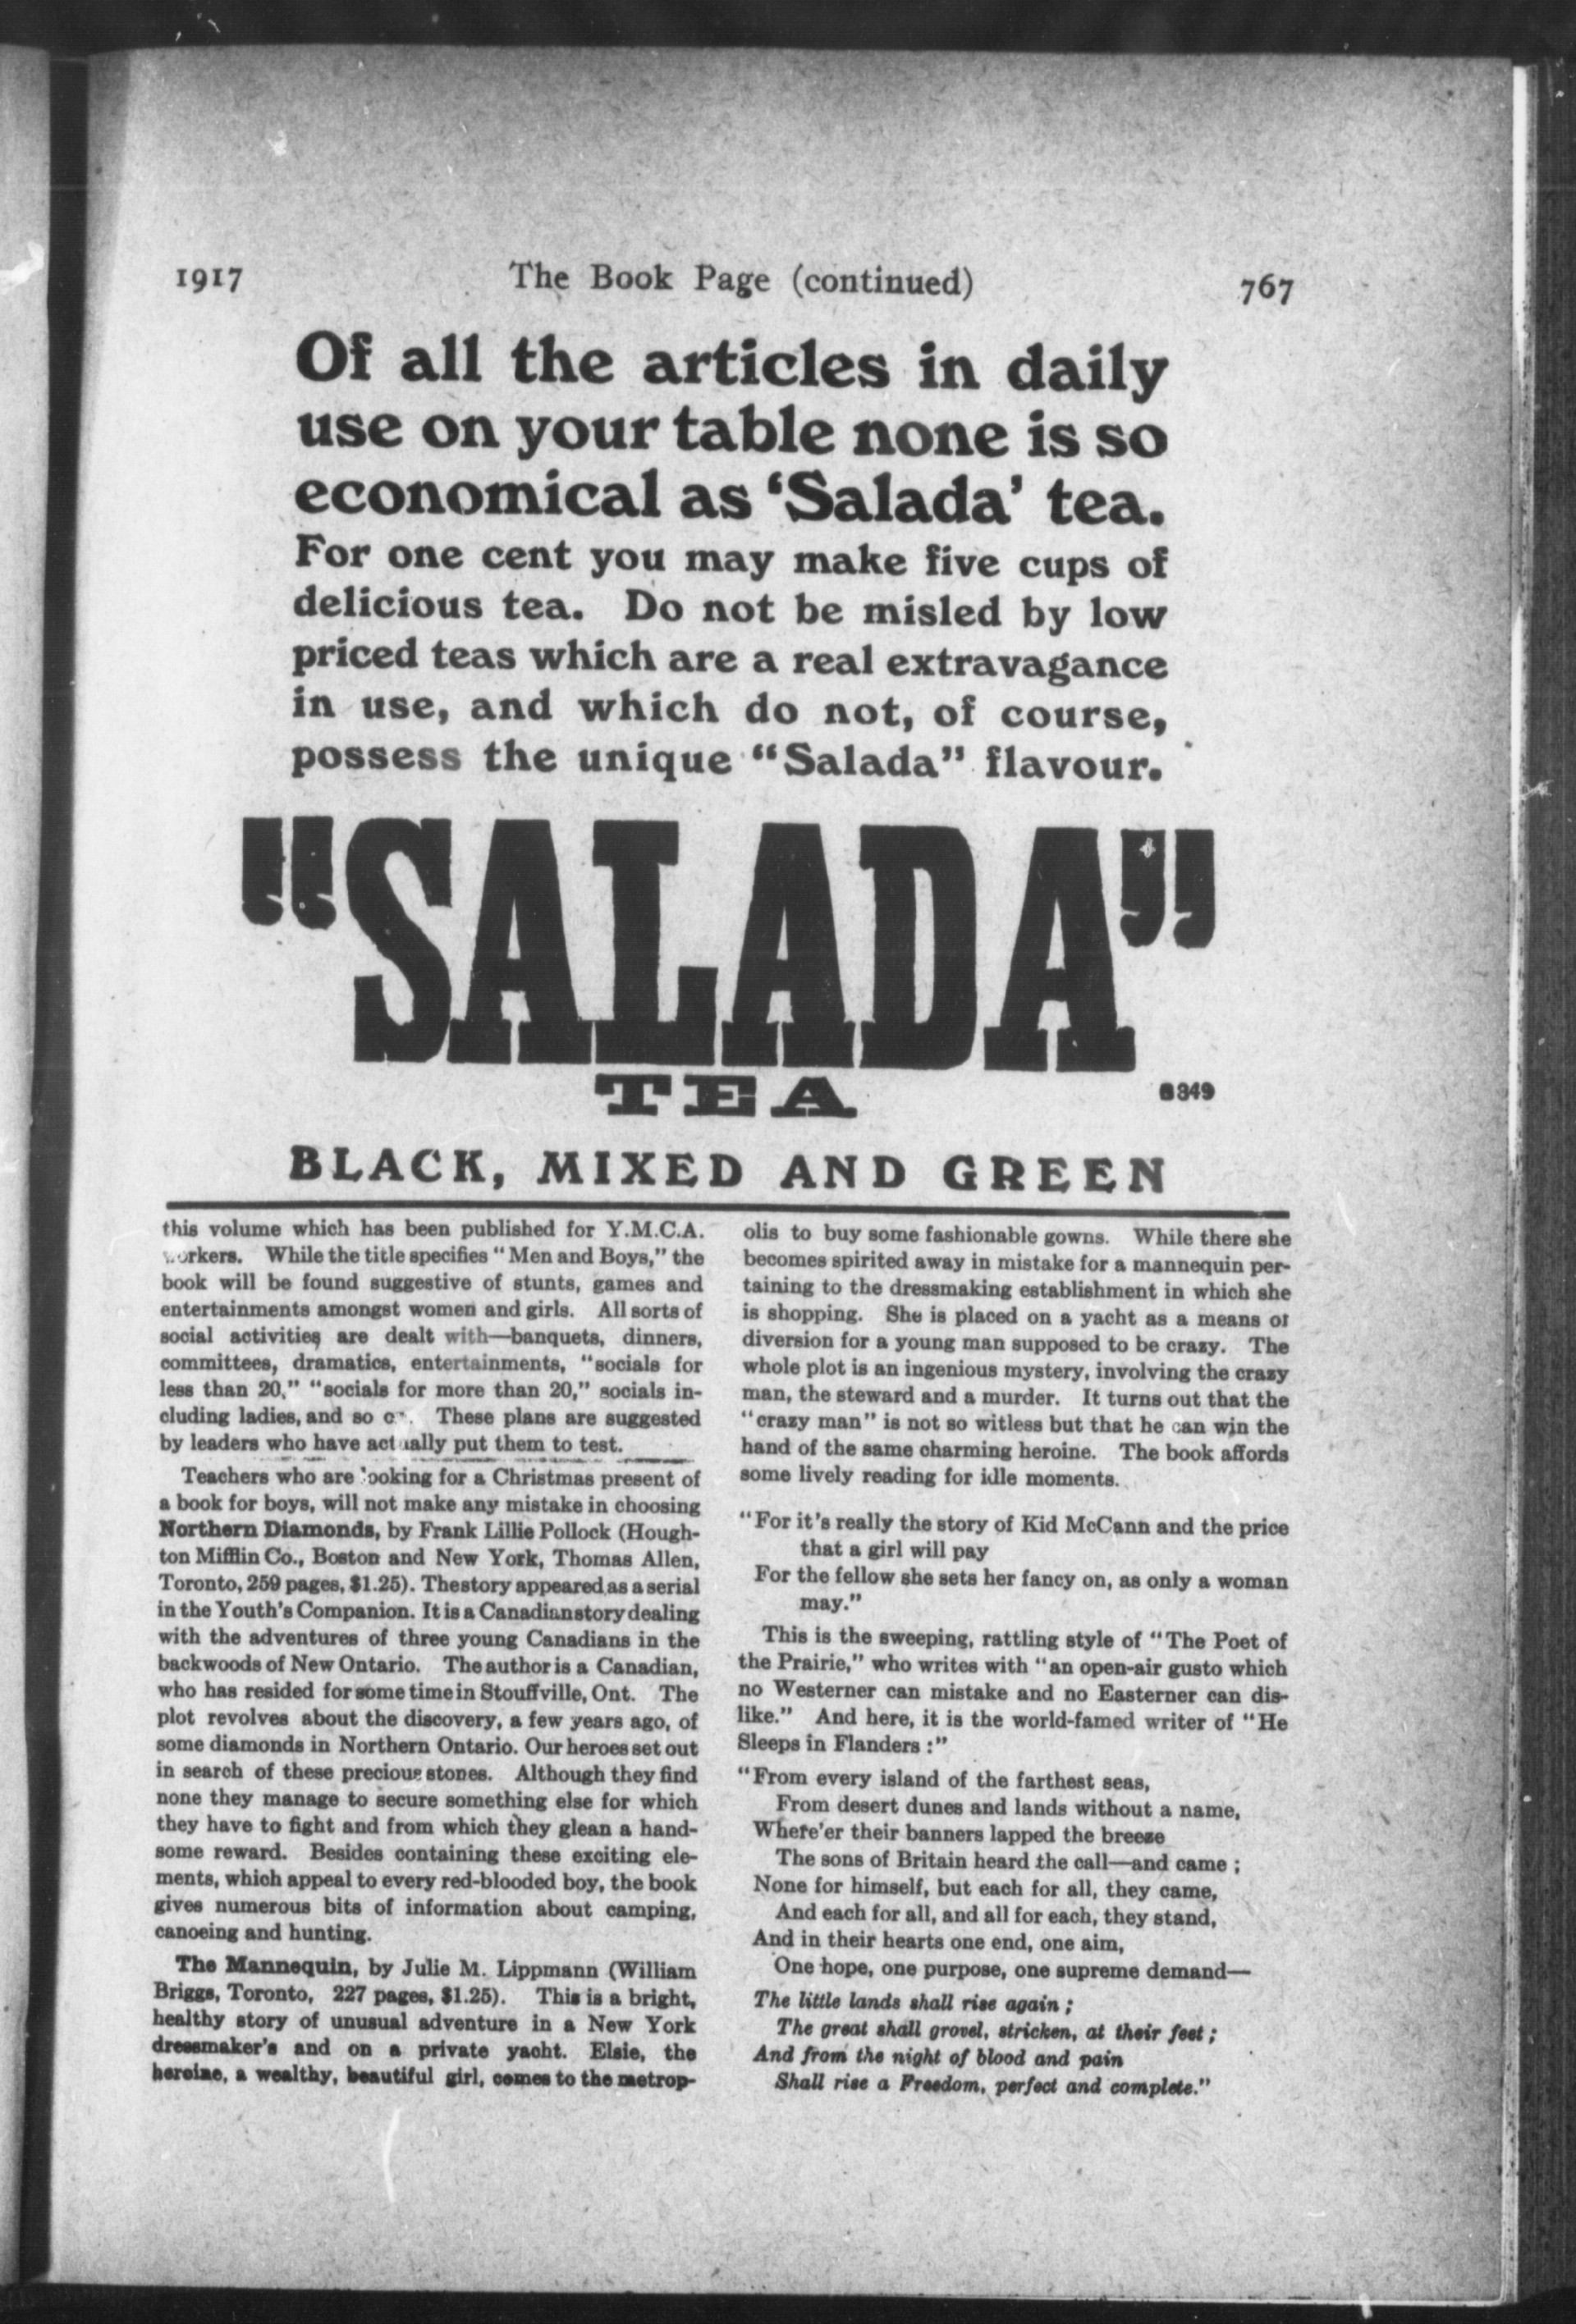 1917 The Book Page (continued) 767
Of all the articles in daily
use on your table none is so
economical as 'Salada' tea.
For one cent you may make five cups of
delicious tea. Do not be misled by low
priced teas which are a real extravagance
in use, and which do not, of course,
possess the unique "Salada" flavour.
"SALADA"
TEA
BLACK, MIXED AND GREEN
this volume which has been published for Y.M.C.A.
workers. While the title specifies "Men and Boys," the
book will be found suggestive of stunts, games and
entertainments amongst women and girls. All sorts of
social activities are dealt with—banquets, dinners,
committees, dramatics, entertainments, "socials for
less than 20," "socials for more than 20," socials in-
cluding ladies, and so on. These plans are suggested
by leaders who have actually put them to test.
Teachers who are looking for a Christmas present of
a book for boys, will not make any mistake in choosing
Northern Diamonds, by Frank Lillie Pollock (Hough-
ton Mifflin Co., Boston and New York, Thomas Allen,
Toronto, 259 pages, $1.25). The story appeared as a serial
in the Youth's Companion. It is a Canadian story dealing
with the adventures of three young Canadians in the
backwoods of New Ontario. The author is a Canadian,
who has resided for some time in Stouffville, Ont. The
plot revolves about the discovery, a few years ago, of
some diamonds in Northern Ontario. Our heroes set out
in search of these precious stones. Although they find
none they manage to secure something else for which
they have to fight and from which they glean a hand-
some reward. Besides containing these exciting ele-
ments, which appeal to every red-blooded boy, the book
gives numerous bits of information about camping,
canoeing and hunting.
The Mannequin, by Julie M. Lippmann (William
Briggs, Toronto, 227 pages, $1.25). This is a bright,
healthy story of unusual adventure in a New York
dressmaker's and on a private yacht. Elsie, the
heroine, a wealthy, beautiful girl, comes to the metrop-
olis to buy some fashionable gowns. While there she
becomes spirited away in mistake for a mannequin per-
taining to the dressmaking establishment in which she
is shopping. She is placed on a yacht as a means of
diversion for a young man supposed to be crazy. The
whole plot is an ingenious mystery, involving the crazy
man, the steward and a murder. It turns out that the
"crazy man" is not so witless but that he can win the
hand of the same charming heroine. The book affords
some lively reading for idle moments.
"For it's really the story of Kid McCann and the price
that a girl will pay
For the fellow she sets her fancy on, as only a woman
may."
This is the sweeping, rattling style of "The Poet of
the Prairie," who writes with "an open-air gusto which
no Westerner can mistake and no Easterner can dis-
like." And here, it is the world-famed writer of "He
Sleeps in Flanders :"
"From every island of the farthest seas,
From desert dunes and lands without a name,
Where'er their banners lapped the breeze
The sons of Britain heard the call—and came ;
None for himself, but each for all, they came,
And each for all, and all for each, they stand,
And in their hearts one end, one aim,
One hope, one purpose, one supreme demand—
The little lands shall rise again ;
The great shall grovel, stricken, at their feet ;
And from the night of blood and pain
Shall rise a Freedom, perfect and complete."